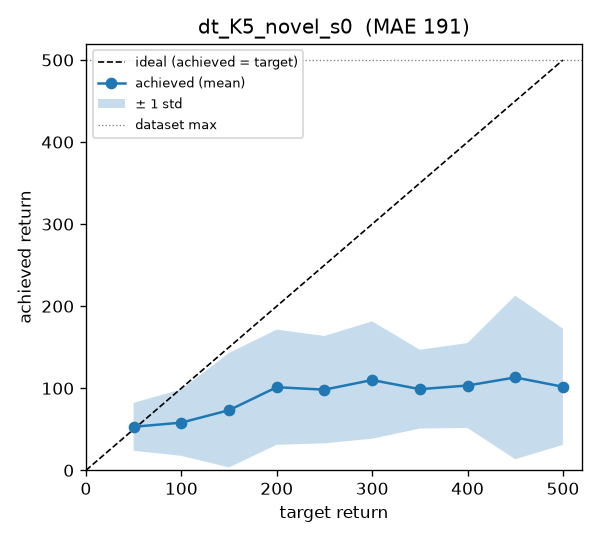 dt_K5_novel_s0  (MAE 191)
ideal (achieved = target)
achieved (mean)
± 1 std
dataset max
500
400
300
200
100
0
achieved return
0 100 200 300 400 500
target return